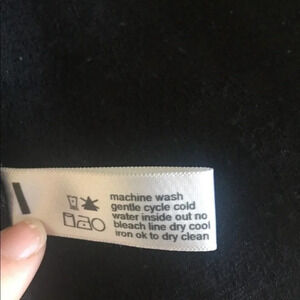 machine wash
gentle cycle cold
water inside out no
bleach line dry cool
iron ok to dry clean